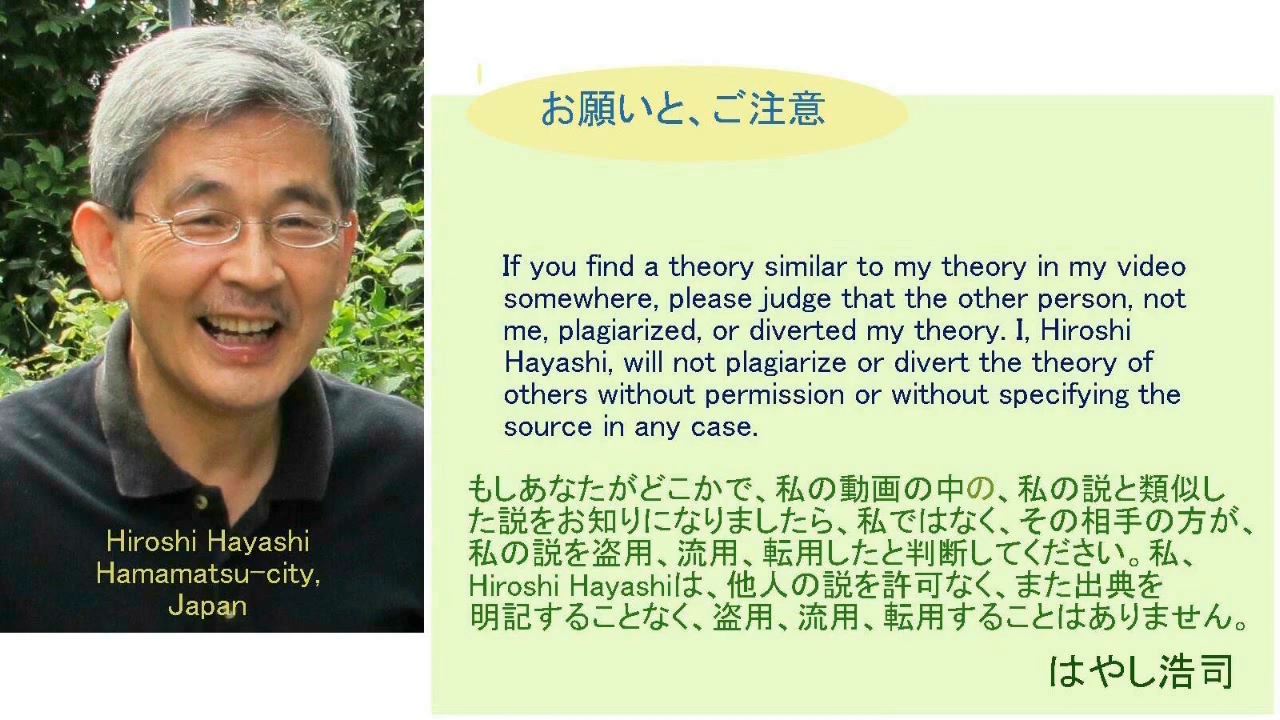 お願いと、ご注意
If you find a theory similar to my theory in my video
somewhere, please judge that the other person, not
me, plagiarized, or diverted my theory. I, Hiroshi
Hayashi, will not plagiarize or divert the theory of
others without permission or without specifying the
source in any case.
もしあなたがどこかで、私の動画の中の、私の説と類似し
た説をお知りになりましたら、私ではなく、その相手の方が、
私の説を盗用、流用、転用したと判断してください。私、
Hiroshi Hayashiは、他人の説を許可なく、また出典を
明記することなく、盗用、流用、転用することはありません。
はやし浩司
Hiroshi Hayashi
Hamamatsu-city,
Japan